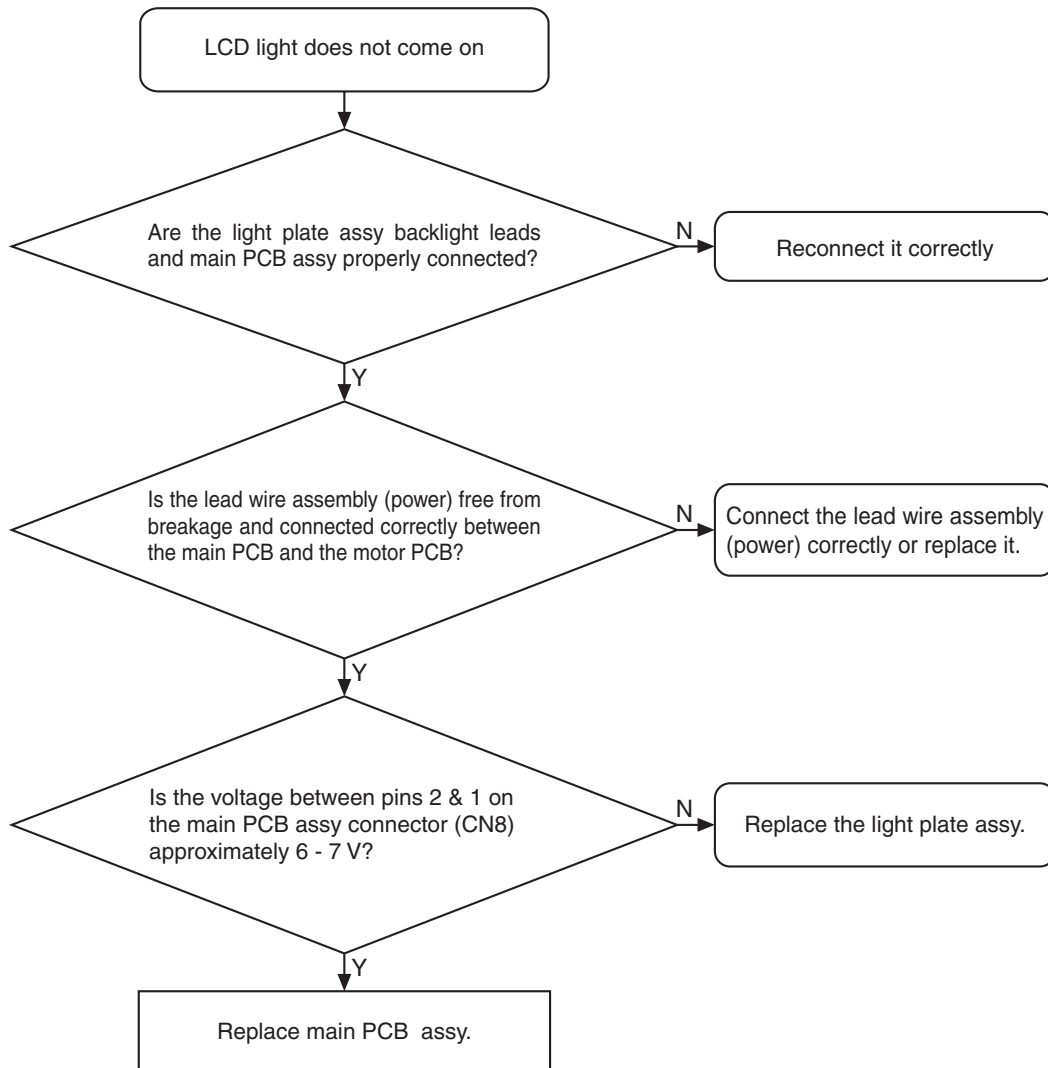 LCD light does not come on
Are the light plate assy backlight leads
and main PCB assy properly connected?
N
Reconnect it correctly
Y
Is the lead wire assembly (power) free from
breakage and connected correctly between
the main PCB and the motor PCB?
N
Connect the lead wire assembly
(power) correctly or replace it.
Y
Is the voltage between pins 2 & 1 on
the main PCB assy connector (CN8)
approximately 6 - 7 V?
N
Replace the light plate assy.
Y
Replace main PCB assy.